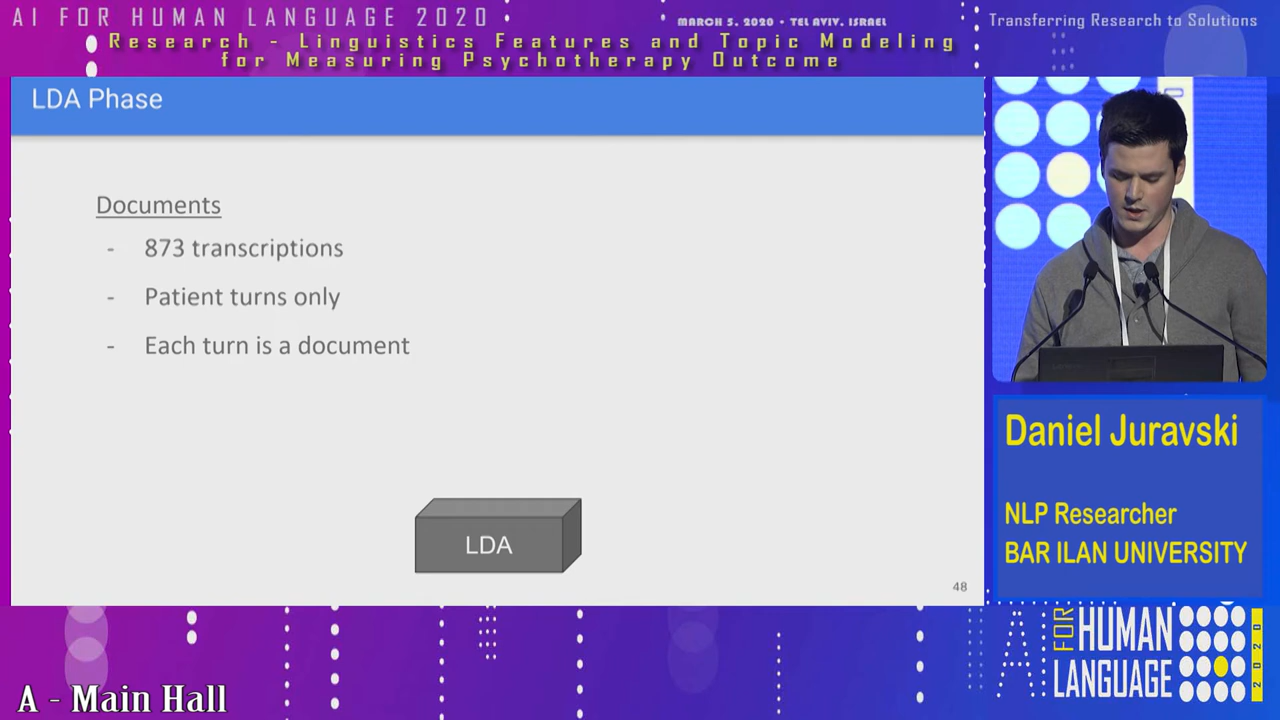 AI FOR HUMAN LANGUAGE 2020
MARCH 5, 2020 • TEL AVIV, ISRAEL
Transferring Research to Solutions
Research - Linguistics Features and Topic Modeling
for Measuring Psychotherapy Outcome
LDA Phase
Documents
- 873 transcriptions
- Patient turns only
- Each turn is a document
LDA
48
Daniel Juravski
NLP Researcher
BAR ILAN UNIVERSITY
A - Main Hall
AI FOR HUMAN
LANGUAGE
2020